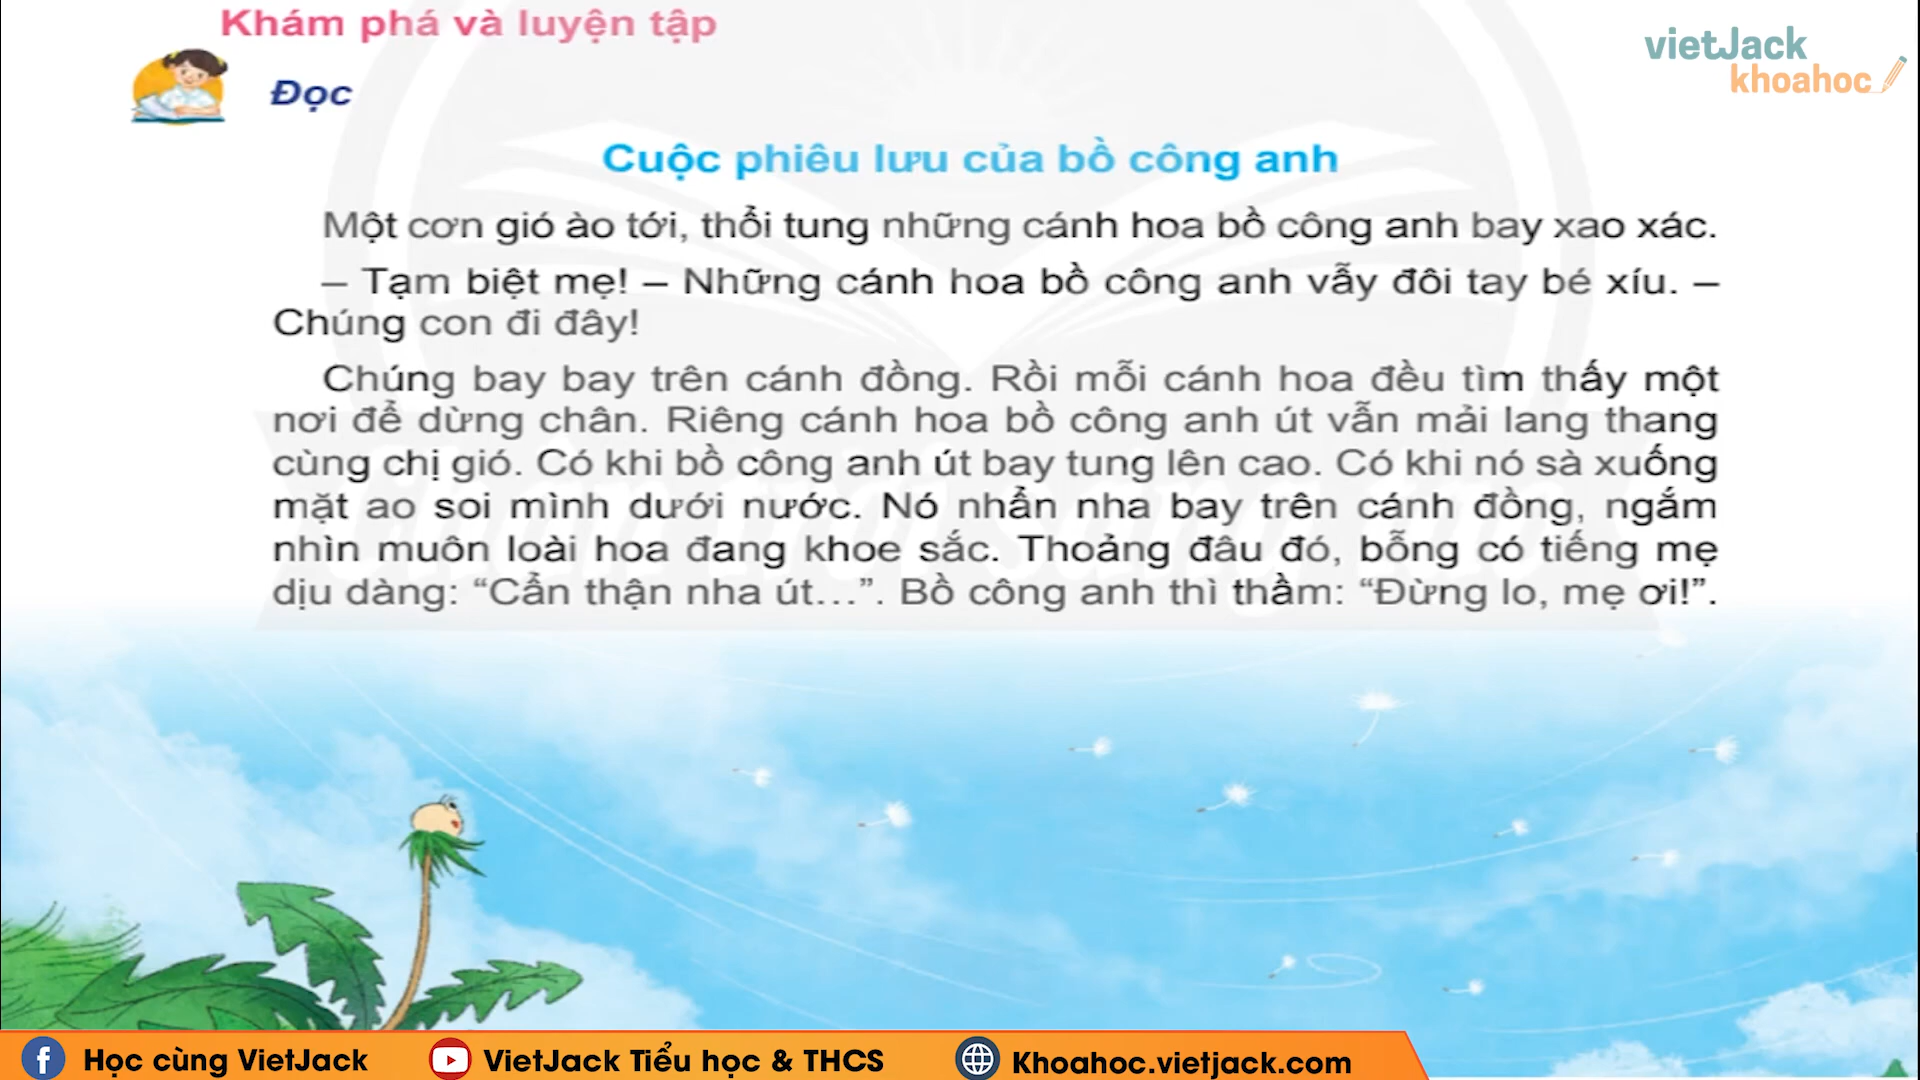 Khám phá và luyện tập
vietJack
khoahoc
Đọc
Cuộc phiêu lưu của bồ công anh
Một cơn gió ào tới, thổi tung những cánh hoa bồ công anh bay xao xác.
– Tạm biệt mẹ! – Những cánh hoa bồ công anh vẫy đôi tay bé xíu. –
Chúng con đi đây!
Chúng bay bay trên cánh đồng. Rồi mỗi cánh hoa đều tìm thấy một
nơi để dừng chân. Riêng cánh hoa bồ công anh út vẫn mải lang thang
cùng chị gió. Có khi bồ công anh út bay tung lên cao. Có khi nó sà xuống
mặt ao soi mình dưới nước. Nó nhẩn nha bay trên cánh đồng, ngắm
nhìn muôn loài hoa đang khoe sắc. Thoảng đâu đó, bỗng có tiếng mẹ
dịu dàng: “Cẩn thận nha út…”. Bồ công anh thì thầm: “Đừng lo, mẹ ơi!”.
Học cùng VietJack
VietJack Tiểu học & THCS
Khoahoc.vietjack.com